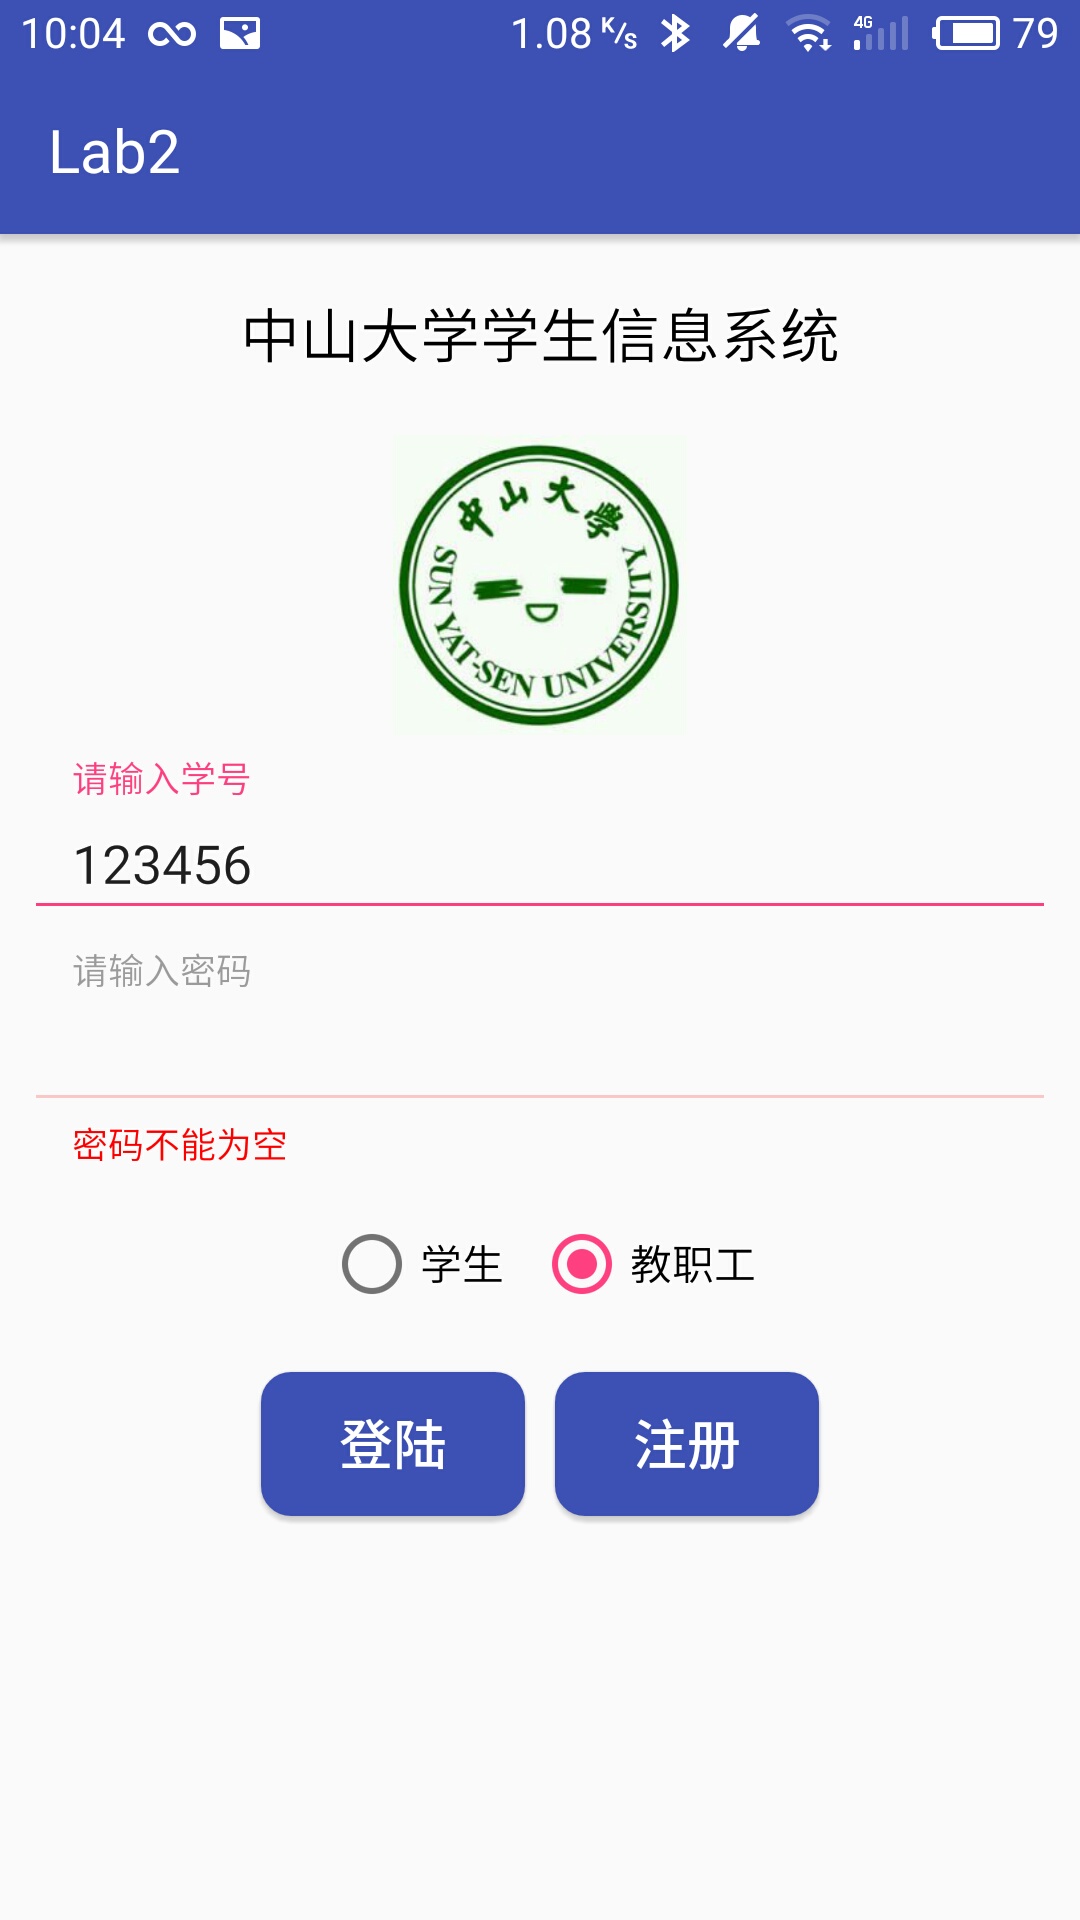 10:04 1.08 K/s 4G 79
Lab2
中山大学学生信息系统
中山大學
SUN YAT-SEN UNIVERSITY
请输入学号
123456
请输入密码
密码不能为空
学生 教职工
登陆 注册